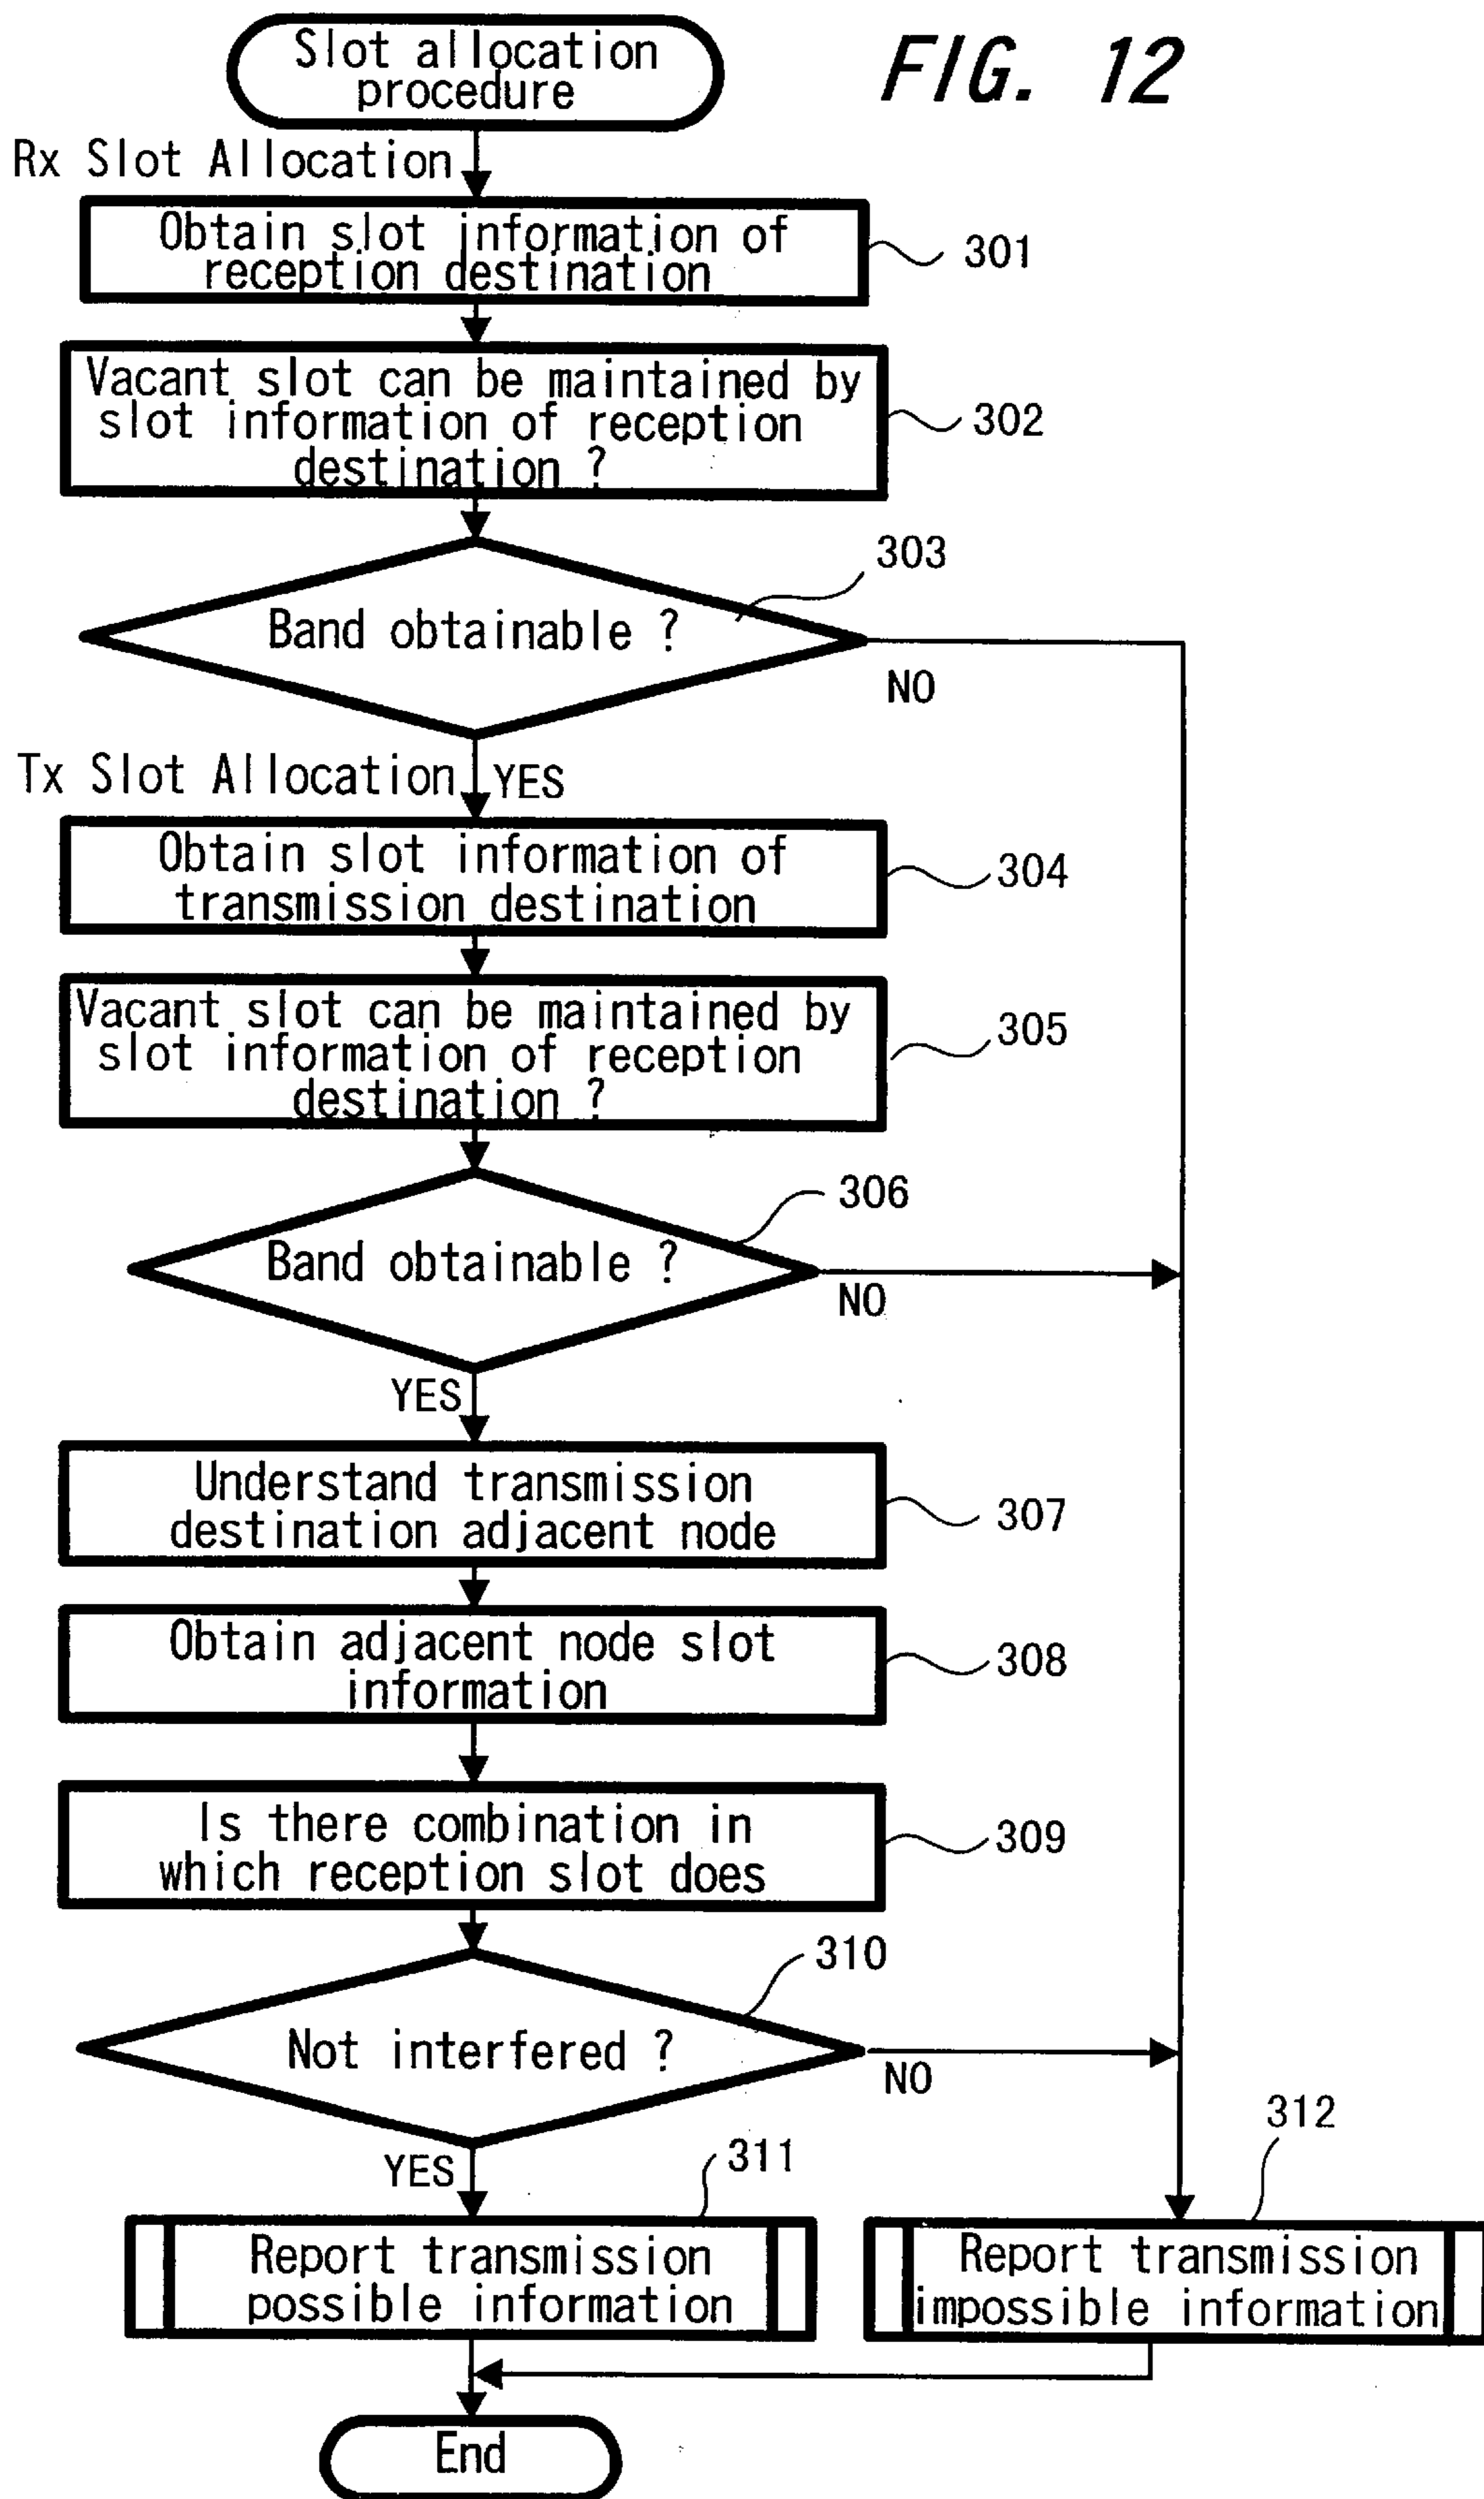 Slot allocation
procedure
FIG. 12
Rx Slot Allocation
Obtain slot information of
reception destination
301
Vacant slot can be maintained by
slot information of reception
destination ?
302
303
Band obtainable ?
NO
Tx Slot Allocation
YES
Obtain slot information of
transmission destination
304
Vacant slot can be maintained by
slot information of reception
destination ?
305
306
Band obtainable ?
NO
YES
Understand transmission
destination adjacent node
307
Obtain adjacent node slot
information
308
Is there combination in
which reception slot does
309
310
Not interfered ?
NO
YES
311
312
Report transmission
possible information
Report transmission
impossible information
End